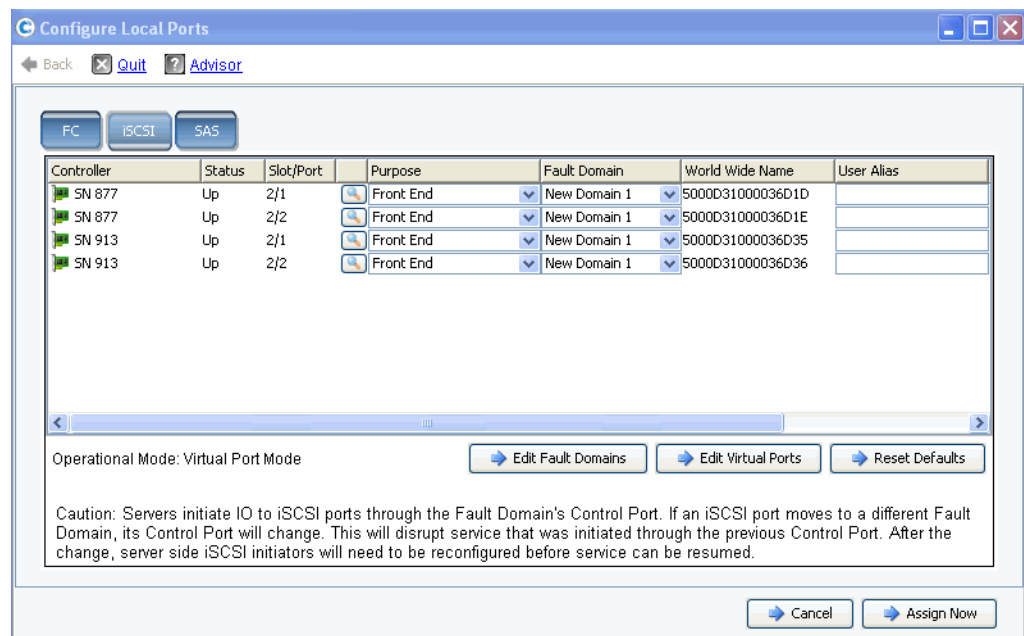 Configure Local Ports
Back Quit ? Advisor
FC iSCSI SAS
Controller Status Slot/Port Purpose Fault Domain World Wide Name User Alias
SN 877 Up 2/1 Front End New Domain 1 5000D31000036D1D
SN 877 Up 2/2 Front End New Domain 1 5000D31000036D1E
SN 913 Up 2/1 Front End New Domain 1 5000D31000036D35
SN 913 Up 2/2 Front End New Domain 1 5000D31000036D36
Operational Mode: Virtual Port Mode Edit Fault Domains Edit Virtual Ports Reset Defaults
Caution: Servers initiate IO to iSCSI ports through the Fault Domain's Control Port. If an iSCSI port moves to a different Fault
Domain, its Control Port will change. This will disrupt service that was initiated through the previous Control Port. After the
change, server side iSCSI initiators will need to be reconfigured before service can be resumed.
Cancel Assign Now